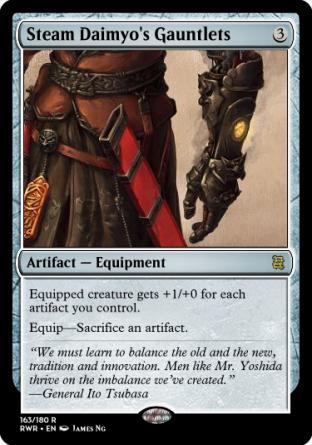 Steam Daimyo's Gauntlets 3
Artifact — Equipment
Equipped creature gets +1/+0 for each
artifact you control.
Equip—Sacrifice an artifact.
"We must learn to balance the old and the new,
tradition and innovation. Men like Mr. Yoshida
thrive on the imbalance we've created."
—General Ito Tsubasa
163/180 R
RWR • EN James Ng